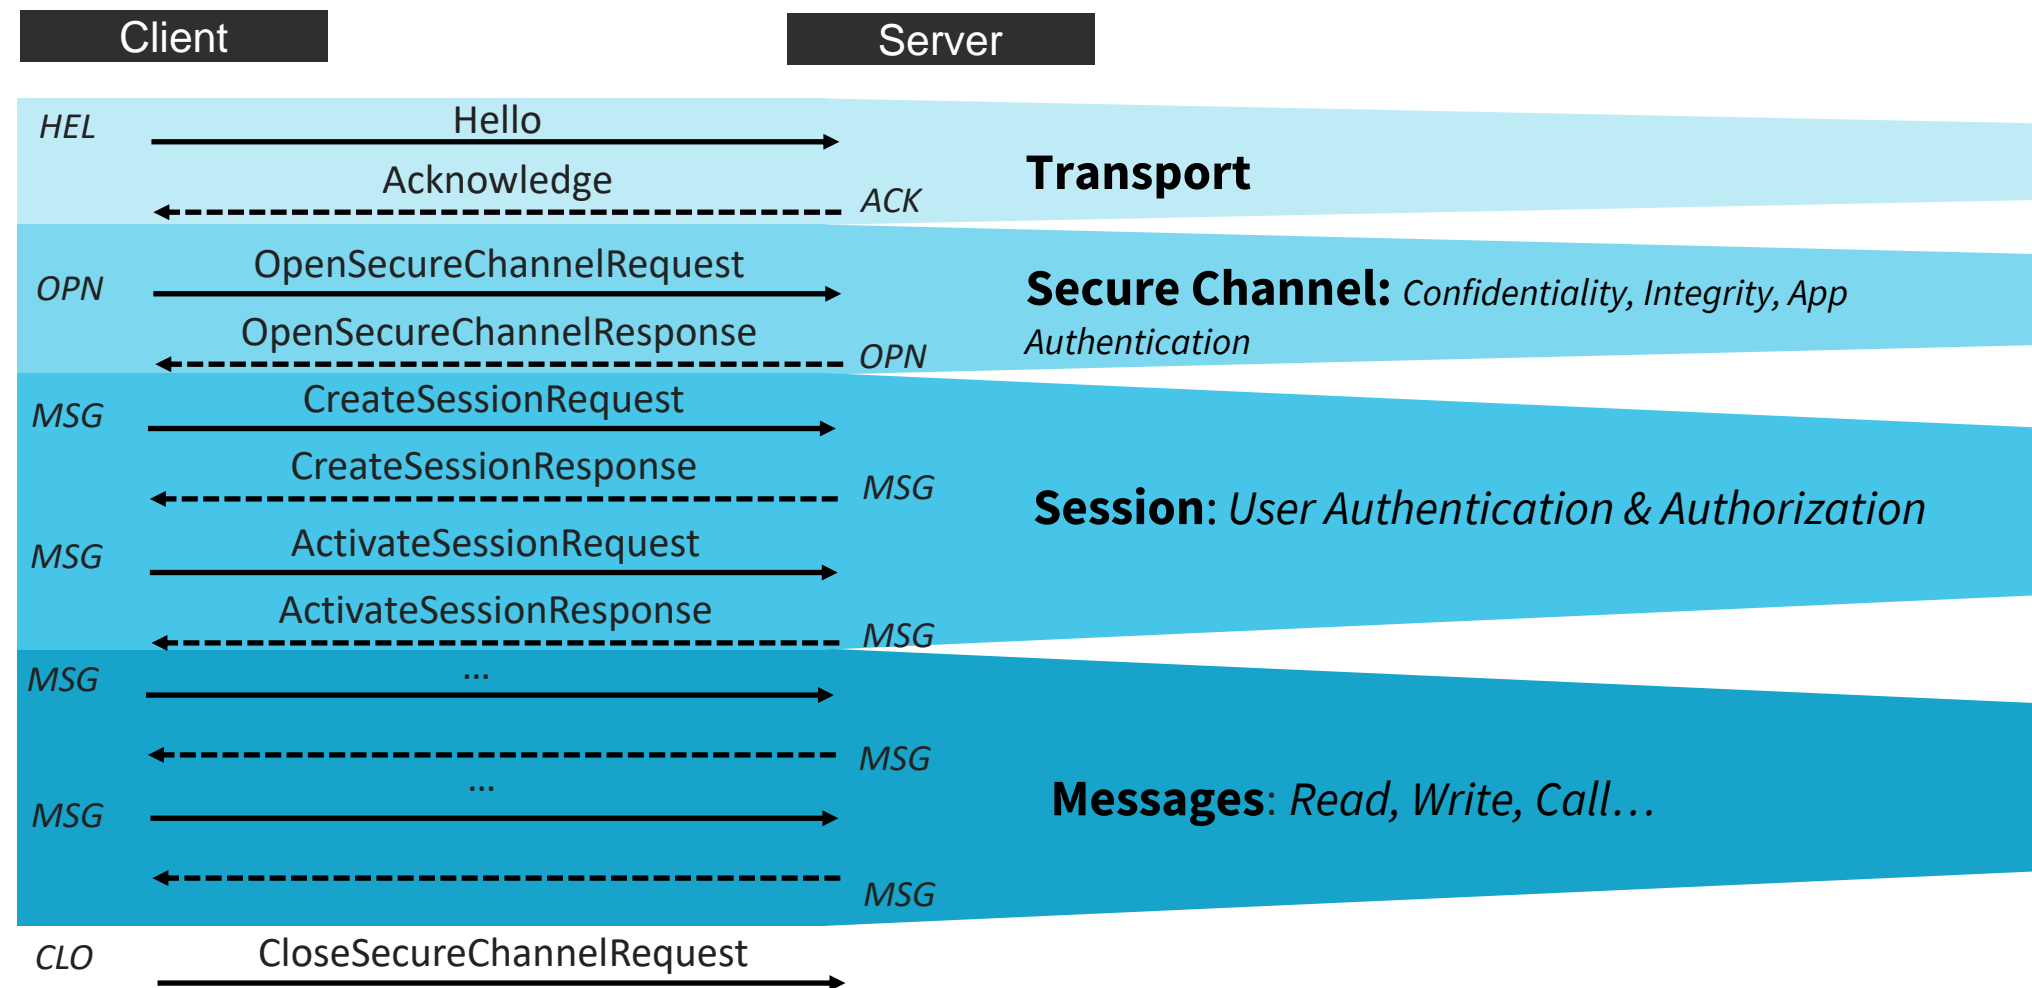 Client
Server
HEL
Hello
Acknowledge
ACK
Transport
OPN
OpenSecureChannelRequest
OpenSecureChannelResponse
OPN
Secure Channel: Confidentiality, Integrity, App
Authentication
MSG
CreateSessionRequest
CreateSessionResponse
MSG
MSG
ActivateSessionRequest
ActivateSessionResponse
MSG
Session: User Authentication & Authorization
MSG
...
MSG
...
MSG
MSG
Messages: Read, Write, Call...
CLO
CloseSecureChannelRequest